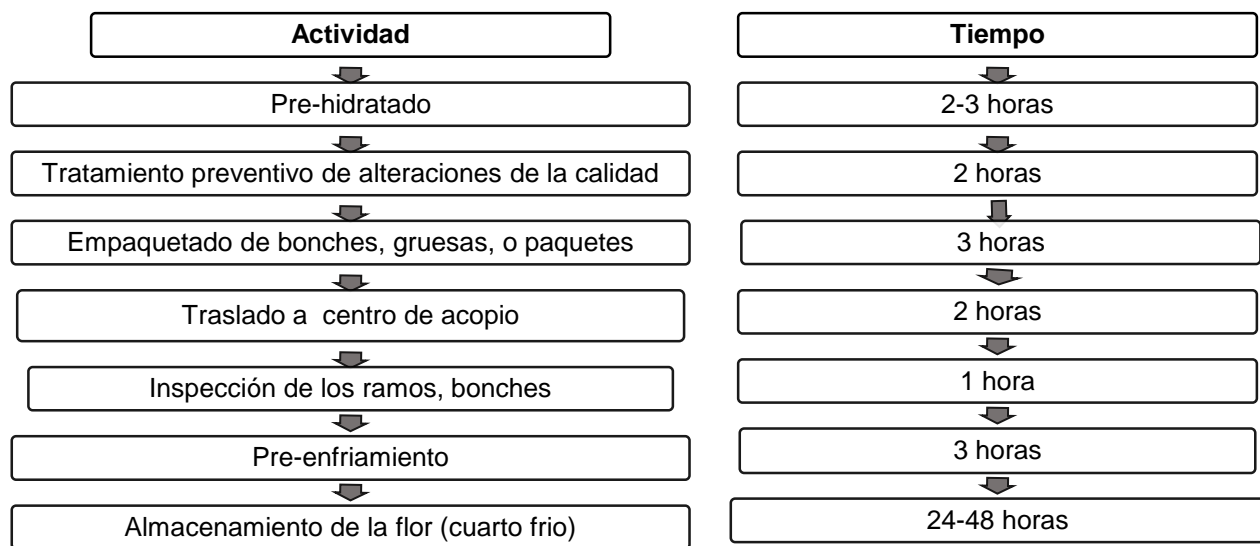 Actividad
Tiempo
Pre-hidratado
2-3 horas
Tratamiento preventivo de alteraciones de la calidad
2 horas
Empaquetado de bonches, gruesas, o paquetes
3 horas
Traslado a centro de acopio
2 horas
Inspección de los ramos, bonches
1 hora
Pre-enfriamiento
3 horas
Almacenamiento de la flor (cuarto frio)
24-48 horas